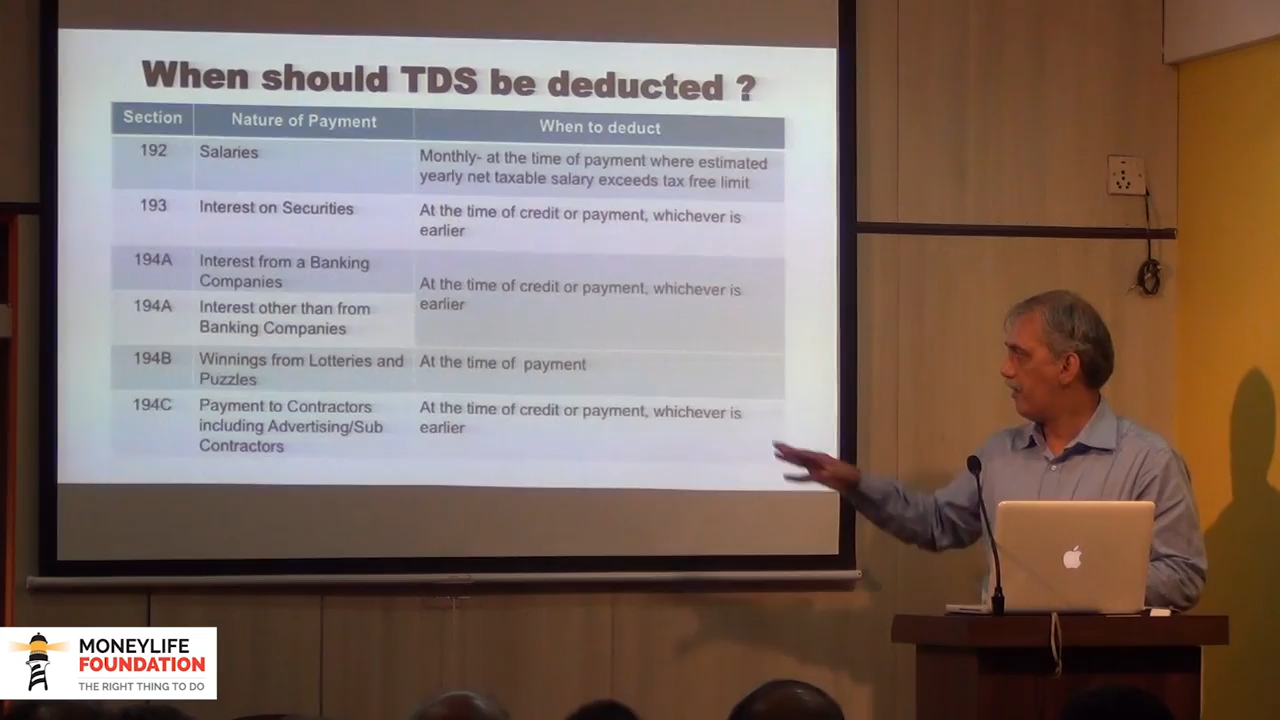 When should TDS be deducted ?
Section Nature of Payment When to deduct
192 Salaries Monthly- at the time of payment where estimated
yearly net taxable salary exceeds tax free limit
193 Interest on Securities At the time of credit or payment, whichever is
earlier
194A Interest from a Banking
Companies
At the time of credit or payment, whichever is
earlier
194A Interest other than from
Banking Companies
194B Winnings from Lotteries and
Puzzles
At the time of payment
194C Payment to Contractors
including Advertising/Sub
Contractors
At the time of credit or payment, whichever is
earlier
MONEYLIFE
FOUNDATION
THE RIGHT THING TO DO